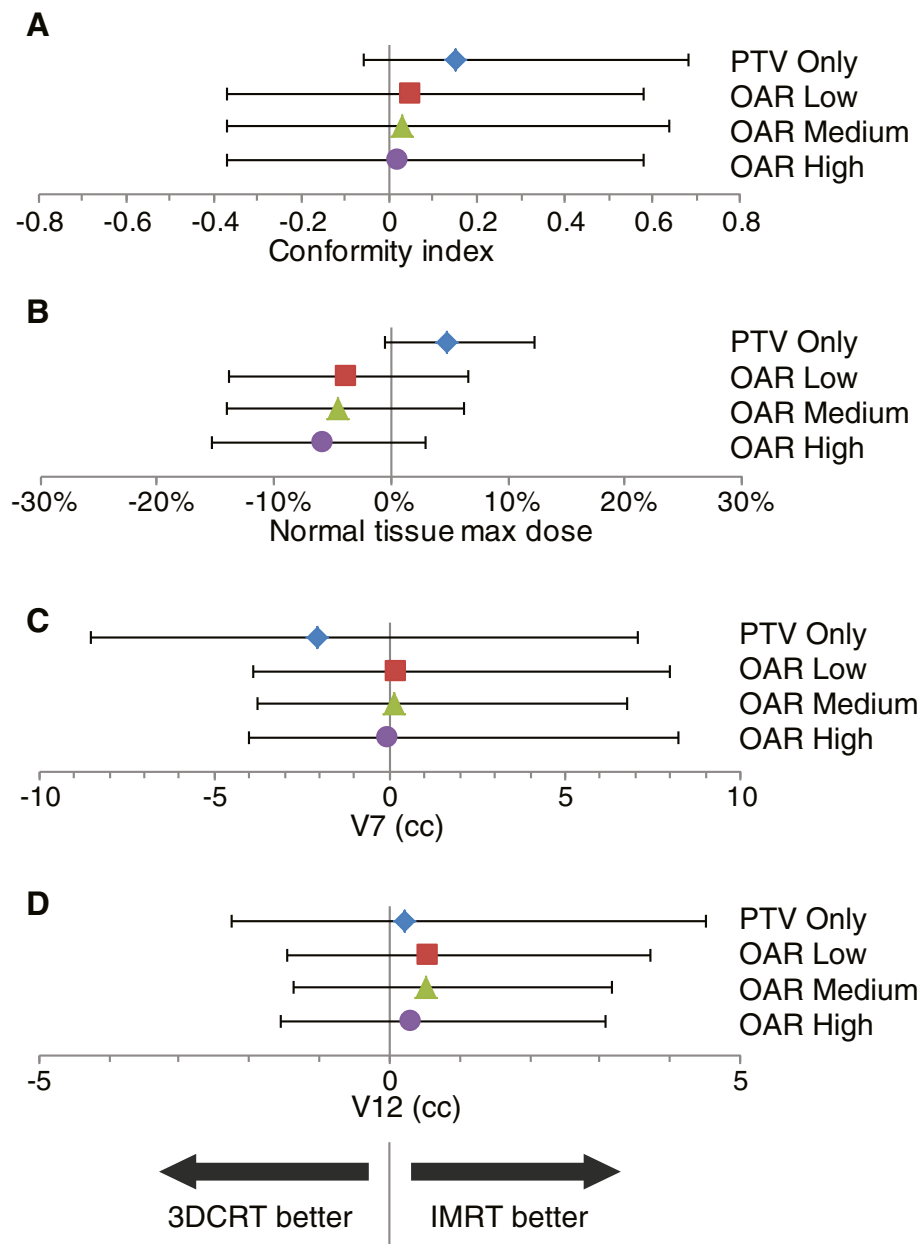 A
PTV Only
OAR Low
OAR Medium
OAR High
-0.8 -0.6 -0.4 -0.2 0 0.2 0.4 0.6 0.8
Conformity index
B
PTV Only
OAR Low
OAR Medium
OAR High
-30% -20% -10% 0% 10% 20% 30%
Normal tissue max dose
C
PTV Only
OAR Low
OAR Medium
OAR High
-10 -5 0 5 10
V7 (cc)
D
PTV Only
OAR Low
OAR Medium
OAR High
-5 0 5
V12 (cc)
3DCRT better IMRT better